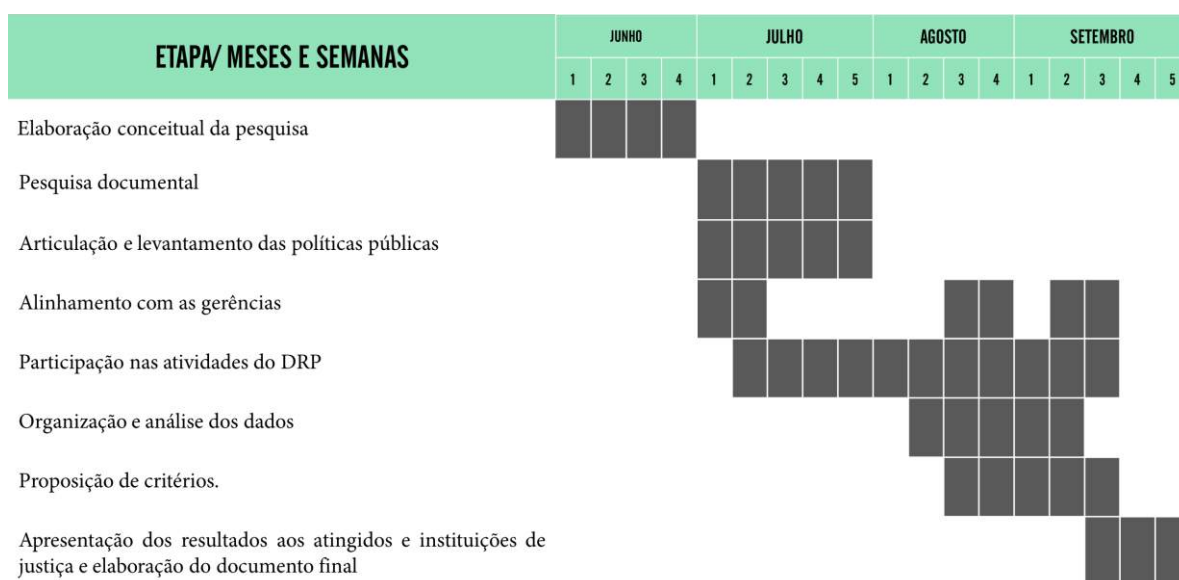 ETAPA/ MESES E SEMANAS
JUNHO JULHO AGOSTO SETEMBRO
1 2 3 4 1 2 3 4 5 1 2 3 4 1 2 3 4 5
Elaboração conceitual da pesquisa
Pesquisa documental
Articulação e levantamento das políticas públicas
Alinhamento com as gerências
Participação nas atividades do DRP
Organização e análise dos dados
Proposição de critérios.
Apresentação dos resultados aos atingidos e instituições de
justiça e elaboração do documento final